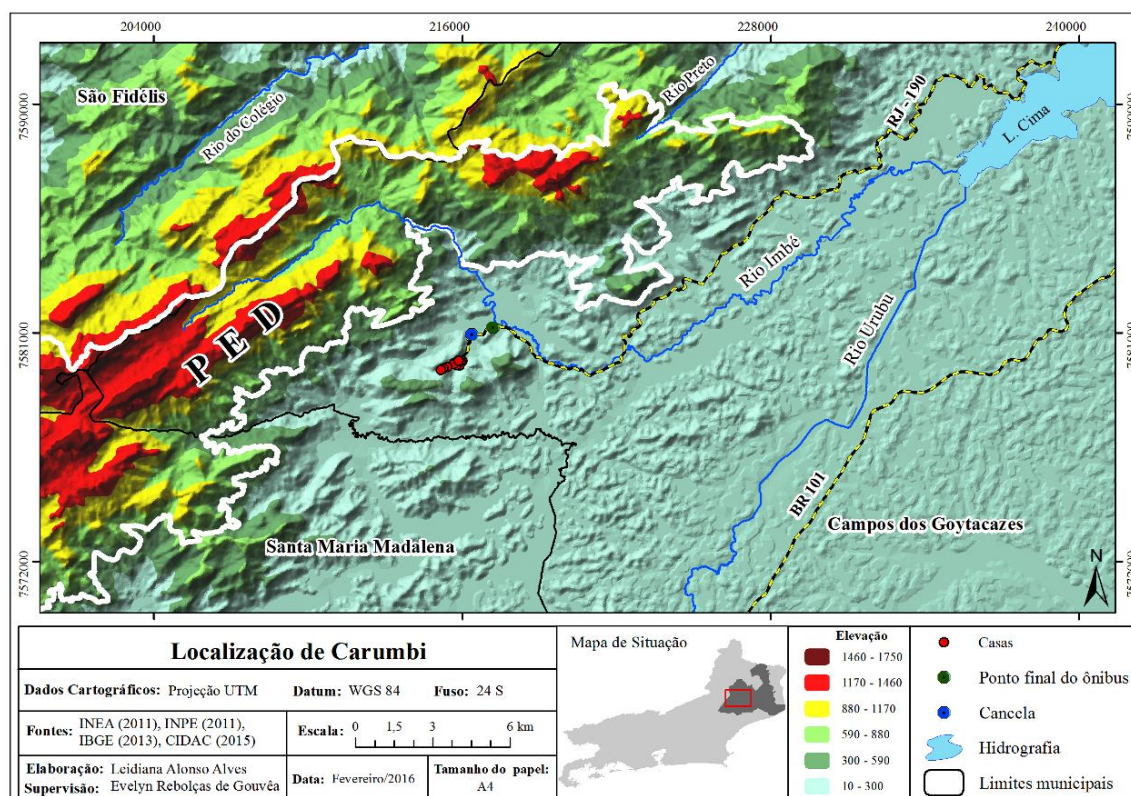 204000
216000
228000
240000
São Fidélis
Rio do Colégio
Rio Preto
RJ - 190
L. Cima
7590000
7590000
Rio Imbé
PED
Rio Urubu
7581000
7581000
BR 101
Campos dos Goytacazes
Santa Maria Madalena
7572000
7572000
N
Localização de Carumbi
Dados Cartográficos: Projeção UTM Datum: WGS 84 Fuso: 24 S
Fontes: INEA (2011), INPE (2011),
IBGE (2013), CIDAC (2015)
Escala: 0 1,5 3 6 km
Elaboração: Leidiana Alonso Alves
Supervisão: Evelyn Rebolças de Gouvêa
Data: Fevereiro/2016
Tamanho do papel:
A4
Mapa de Situação
Elevação
1460 - 1750
1170 - 1460
880 - 1170
590 - 880
300 - 590
10 - 300
Casas
Ponto final do ônibus
Cancela
Hidrografia
Limites municipais